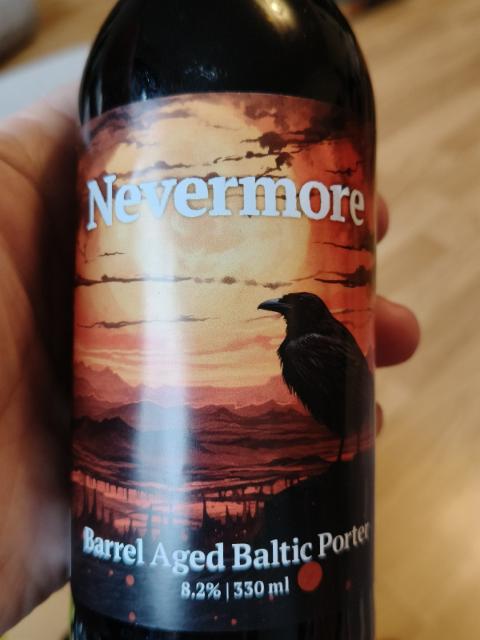 Nevermore
Barrel Aged Baltic Porter
8,2% | 330 ml